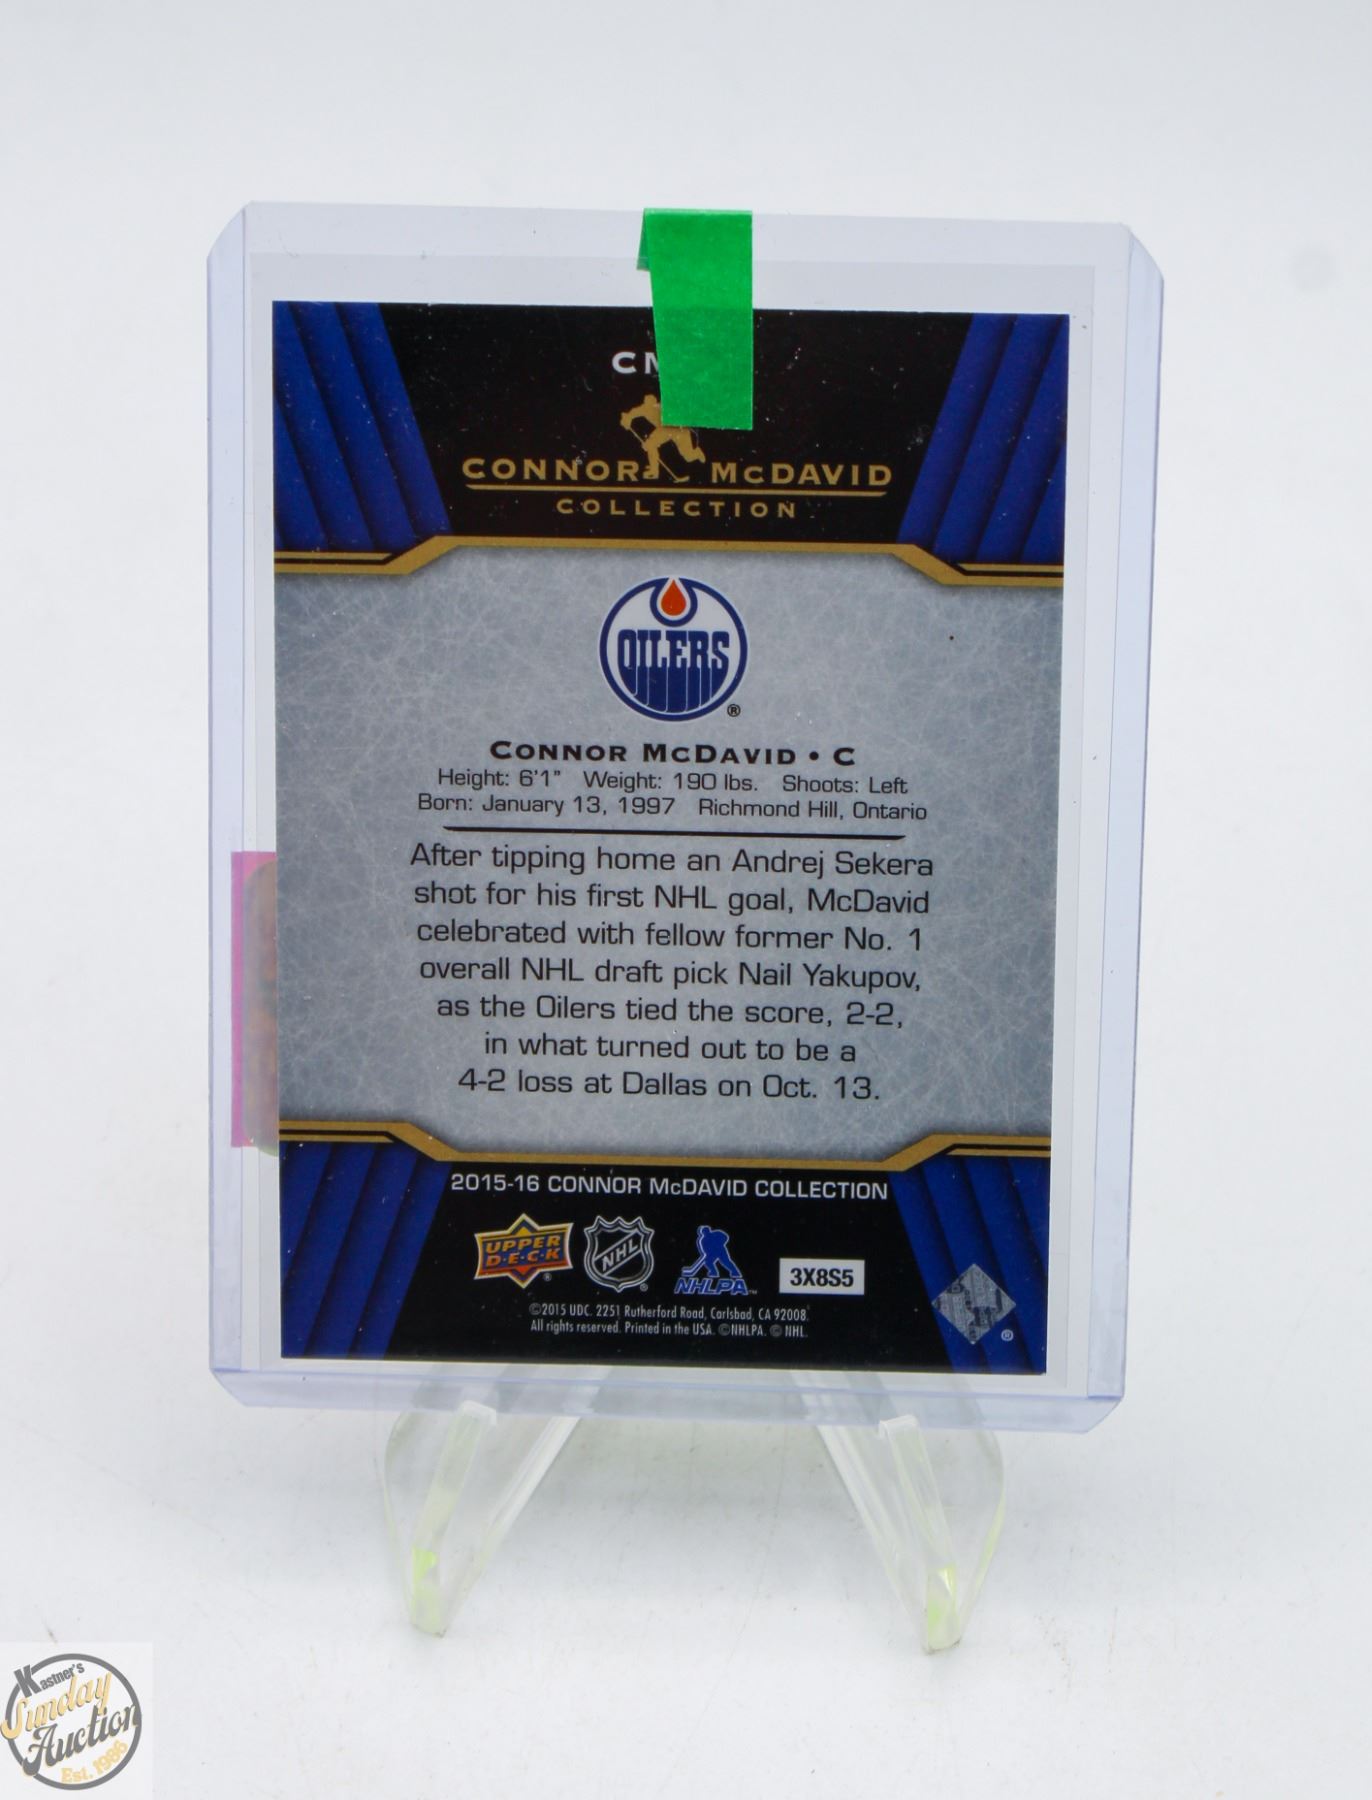 CONNOR McDAVID
COLLECTION
OILERS
®
CONNOR McDAVID • C
Height: 6'1" Weight: 190 lbs. Shoots: Left
Born: January 13, 1997 Richmond Hill, Ontario
After tipping home an Andrej Sekera
shot for his first NHL goal, McDavid
celebrated with fellow former No. 1
overall NHL draft pick Nail Yakupov,
as the Oilers tied the score, 2-2,
in what turned out to be a
4-2 loss at Dallas on Oct. 13.
2015-16 CONNOR McDAVID COLLECTION
UPPER
D·E·C·K
®
NHL
®
NHLPA™
3X8S5
®
©2015 UDC. 2251 Rutherford Road, Carlsbad, CA 92008.
All rights reserved. Printed in the USA. ©NHLPA. © NHL.
Kastner's
Sunday
Auction
Est. 1986